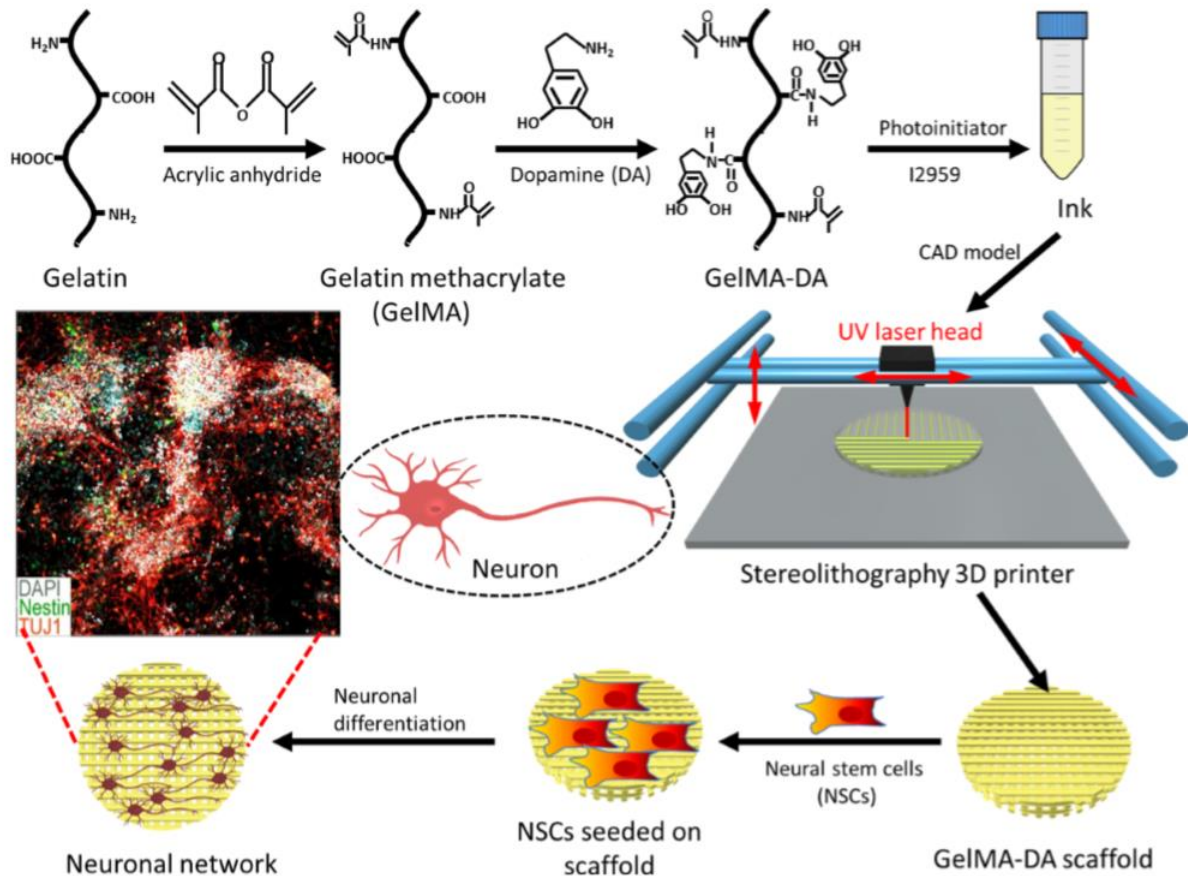 H₂N
COOH
HOOC
NH₂
Gelatin
O
O
O
Acrylic anhydride
O
NH
COOH
HOOC
NH
O
Gelatin methacrylate
(GelMA)
NH₂
HO
OH
Dopamine (DA)
O
NH
HO
OH
O
C
N
H
H
N
C
O
HO
OH
NH
O
GelMA-DA
Photoinitiator
I2959
Ink
CAD model
UV laser head
Stereolithography 3D printer
DAPI
Nestin
TUJ1
Neuron
Neuronal network
Neuronal
differentiation
NSCs seeded on
scaffold
Neural stem cells
(NSCs)
GelMA-DA scaffold